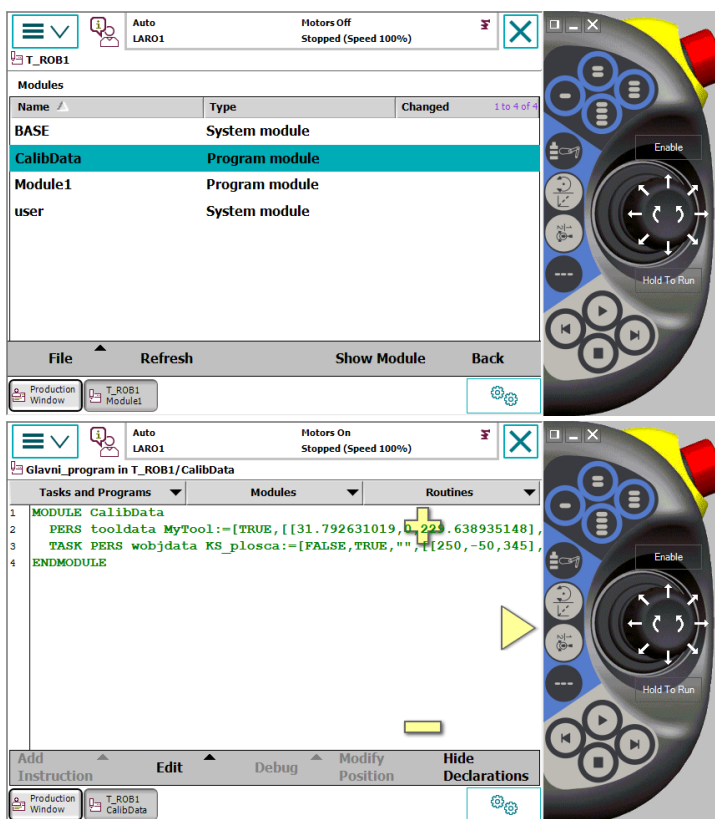 Auto Motors Off
LARO1 Stopped (Speed 100%)
T_ROB1
Modules
Name Type Changed 1 to 4 of 4
BASE System module
CalibData Program module
Module1 Program module
user System module
File Refresh Show Module Back
Production Window T_ROB1 Module1
Enable
Hold To Run
Auto Motors On
LARO1 Stopped (Speed 100%)
Glavni_program in T_ROB1/CalibData
Tasks and Programs Modules Routines
1 MODULE CalibData
2 PERS tooldata MyTool:=[TRUE,[[31.792631019,0,229.638935148],
3 TASK PERS wobjdata KS_plosca:=[FALSE,TRUE,"",[[250,-50,345],
4 ENDMODULE
Add Instruction Edit Debug Modify Position Hide Declarations
Production Window T_ROB1 CalibData
Enable
Hold To Run